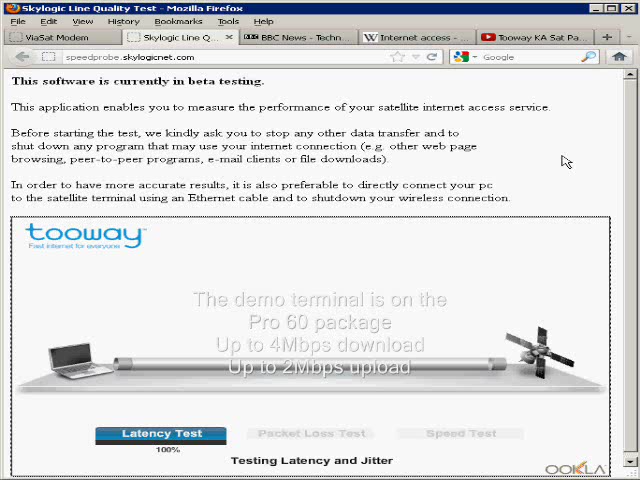 Skylogic Line Quality Test - Mozilla Firefox
File Edit View History Bookmarks Tools Help
ViaSat Modem
Skylogic Line Q...
BBC News - Techn...
Internet access - ...
Tooway KA Sat Pa...
speedprobe.skylogicnet.com
Google
This software is currently in beta testing.
This application enables you to measure the performance of your satellite internet access service.
Before starting the test, we kindly ask you to stop any other data transfer and to
shut down any program that may use your internet connection (e.g. other web page
browsing, peer-to-peer programs, e-mail clients or file downloads).
In order to have more accurate results, it is also preferable to directly connect your pc
to the satellite terminal using an Ethernet cable and to shutdown your wireless connection.
tooway
Fast internet for everyone
The demo terminal is on the
Pro 60 package
Up to 4Mbps download
Up to 2Mbps upload
Latency Test
Packet Loss Test
Speed Test
100%
Testing Latency and Jitter
OOKLA